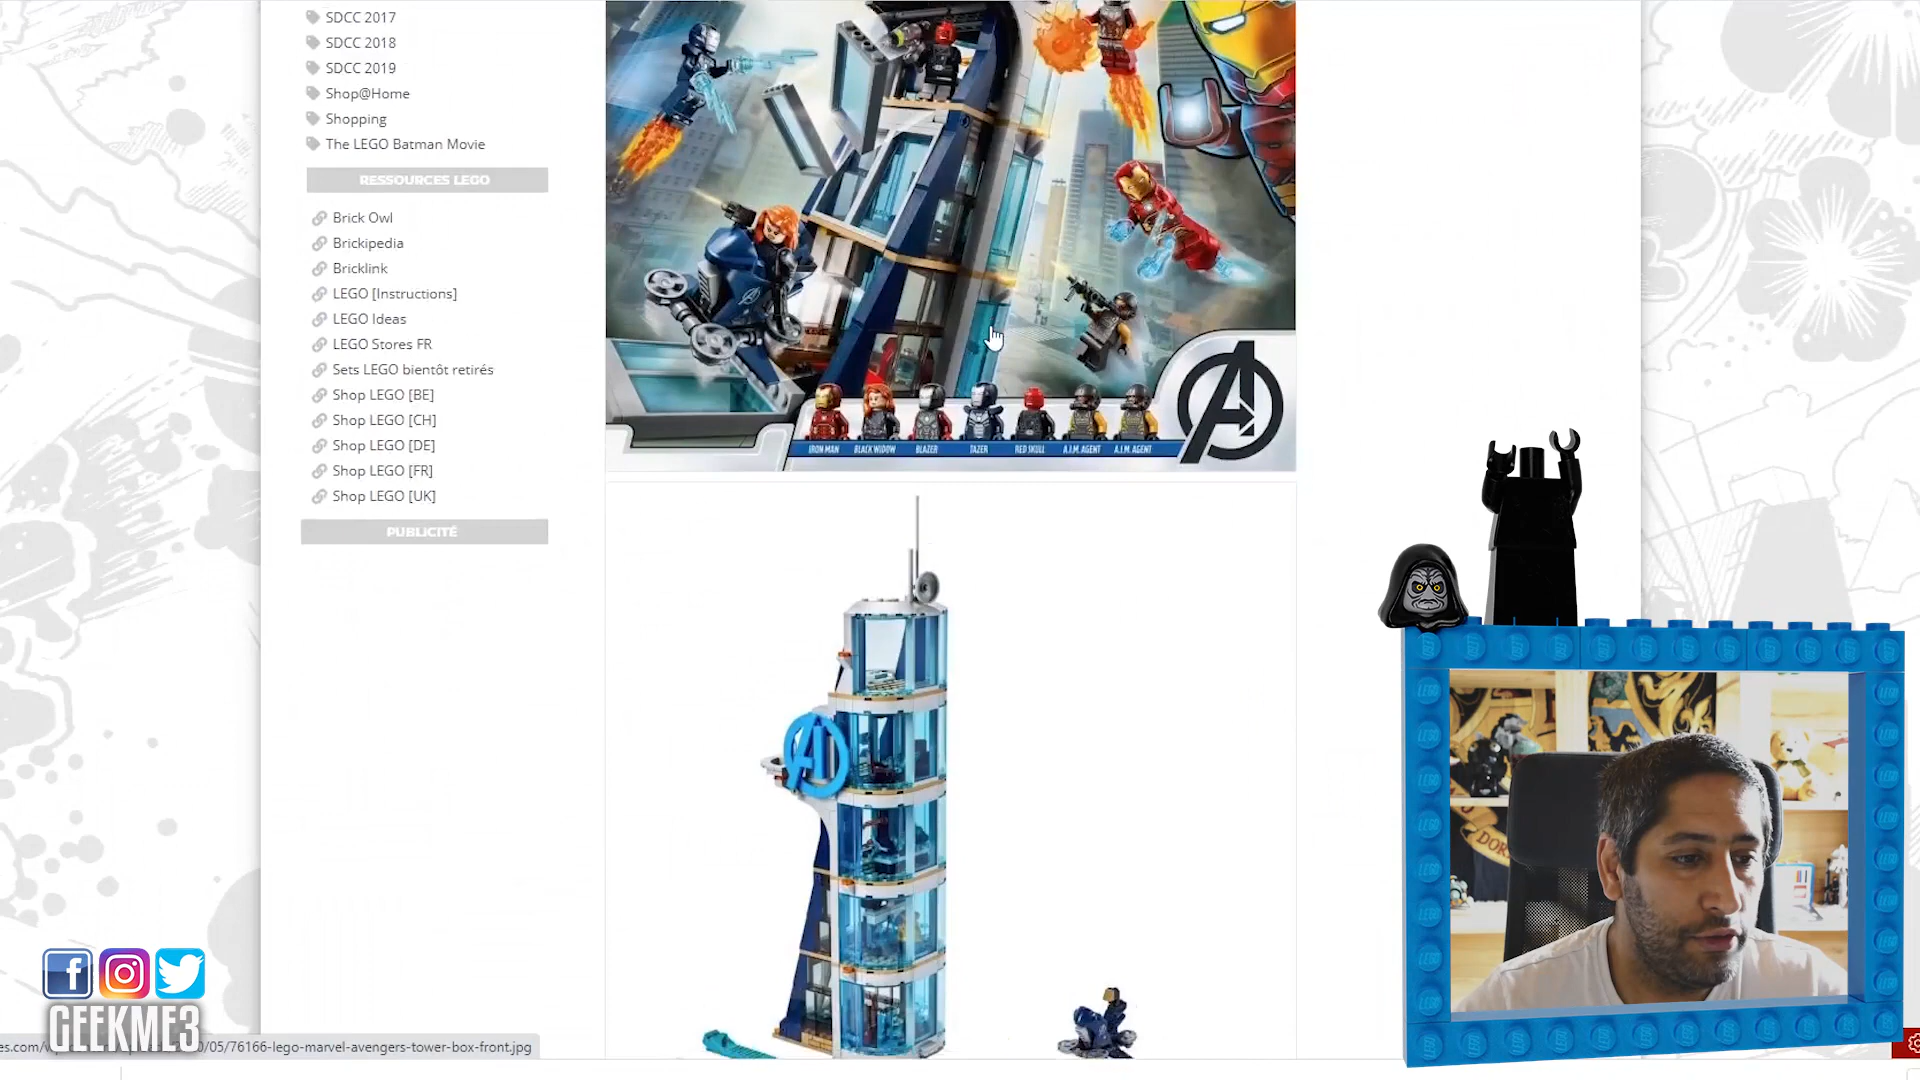 SDCC 2017
SDCC 2018
SDCC 2019
Shop@Home
Shopping
The LEGO Batman Movie
RESSOURCES LEGO
Brick Owl
Brickipedia
Bricklink
LEGO [Instructions]
LEGO Ideas
LEGO Stores FR
Sets LEGO bientôt retirés
Shop LEGO [BE]
Shop LEGO [CH]
Shop LEGO [DE]
Shop LEGO [FR]
Shop LEGO [UK]
PUBLICITÉ
IRON MAN BLACK WIDOW BLAZER TAZER RED SKULL A.I.M. AGENT A.I.M. AGENT
GEEKME3
/05/76166-lego-marvel-avengers-tower-box-front.jpg